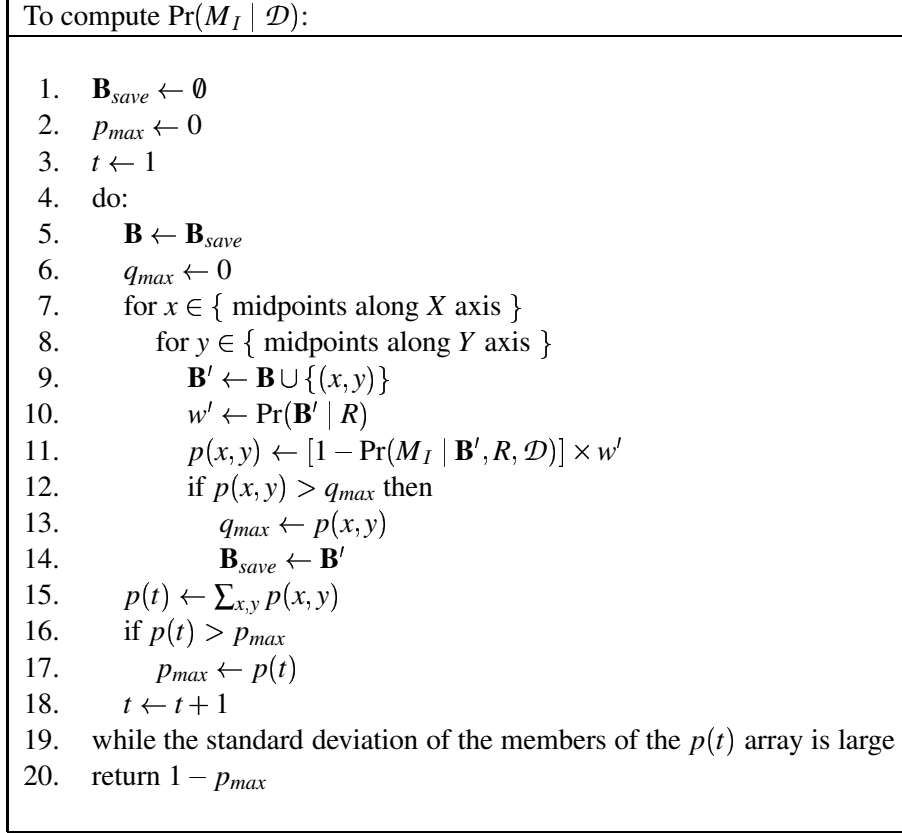 To compute Pr(M_I | 𝒟):
1. B_save ← ∅
2. p_max ← 0
3. t ← 1
4. do:
5. B ← B_save
6. q_max ← 0
7. for x ∈ { midpoints along X axis }
8. for y ∈ { midpoints along Y axis }
9. B′ ← B ∪ {(x, y)}
10. w′ ← Pr(B′ | R)
11. p(x, y) ← [1 − Pr(M_I | B′, R, 𝒟)] × w′
12. if p(x, y) > q_max then
13. q_max ← p(x, y)
14. B_save ← B′
15. p(t) ← ∑_{x,y} p(x, y)
16. if p(t) > p_max
17. p_max ← p(t)
18. t ← t + 1
19. while the standard deviation of the members of the p(t) array is large
20. return 1 − p_max